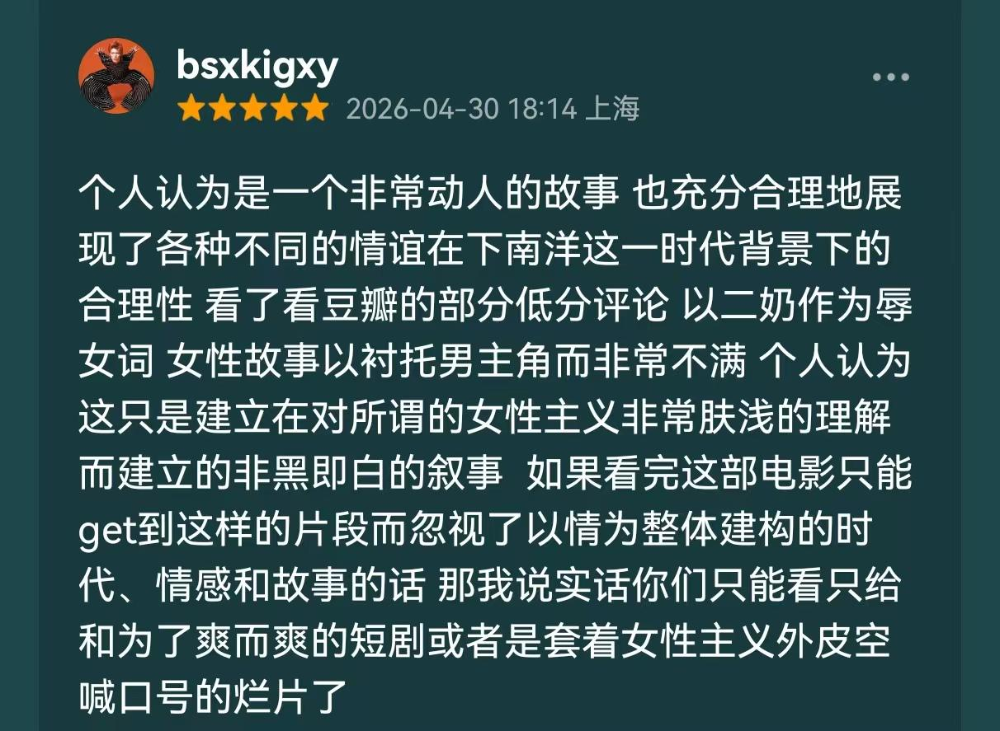 bsxkigxy
2026-04-30 18:14 上海
个人认为是一个非常动人的故事 也充分合理地展
现了各种不同的情谊在下南洋这一时代背景下的
合理性 看了看豆瓣的部分低分评论 以二奶作为辱
女词 女性故事以衬托男主角而非常不满 个人认为
这只是建立在对所谓的女性主义非常肤浅的理解
而建立的非黑即白的叙事  如果看完这部电影只能
get到这样的片段而忽视了以情为整体建构的时
代、情感和故事的话 那我说实话你们只能看只给
和为了爽而爽的短剧或者是套着女性主义外皮空
喊口号的烂片了